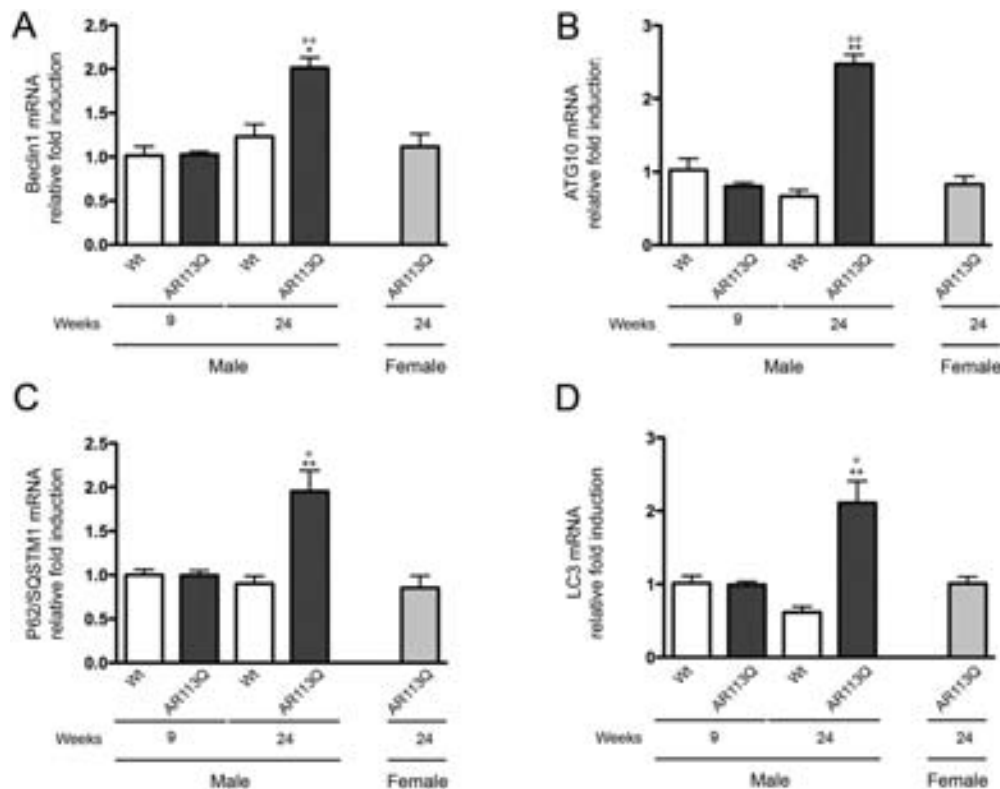 A
Beclin1 mRNA
relative fold induction
2.5
2.0
1.5
1.0
0.5
0.0
Wt
AR113Q
Wt
AR113Q
AR113Q
Weeks 9 24 24
Male Female
B
ATG10 mRNA
relative fold induction
3
2
1
0
Wt
AR113Q
Wt
AR113Q
AR113Q
Weeks 9 24 24
Male Female
C
P62/SQSTM1 mRNA
relative fold induction
2.5
2.0
1.5
1.0
0.5
0.0
Wt
AR113Q
Wt
AR113Q
AR113Q
Weeks 9 24 24
Male Female
D
LC3 mRNA
relative fold induction
3
2
1
0
Wt
AR113Q
Wt
AR113Q
AR113Q
Weeks 9 24 24
Male Female